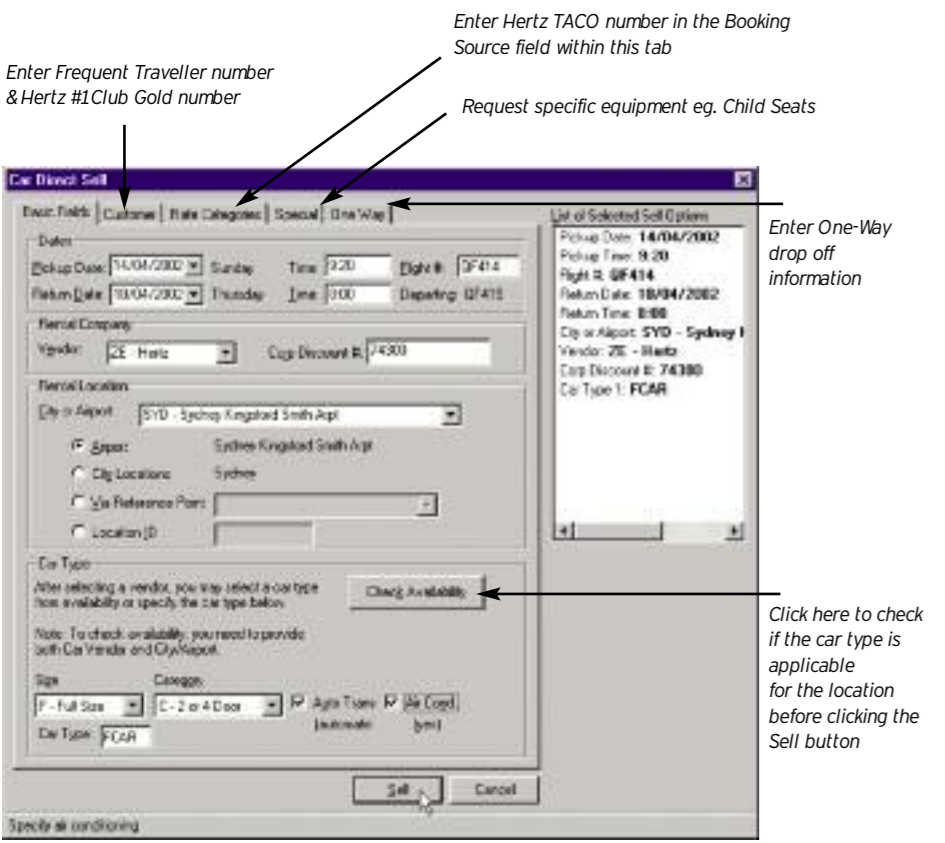 Enter Hertz TACO number in the Booking
Source field within this tab
Enter Frequent Traveller number
& Hertz #1Club Gold number
Request specific equipment eg. Child Seats
Car Direct Sell
Basic Fields Customer Rate Categories Special One Way
Enter One-Way
drop off
information
List of Selected Sell Options
Dates
Pickup Date: 14/04/2002 Sunday Time: 9:20 Flight #: QF414
Return Date: 18/04/2002 Thursday Time: 8:00 Departing: QF415
Rental Company
Vendor: ZE - Hertz Corp Discount #: 74300
Rental Location
City or Airport: SYD - Sydney Kingsford Smith Arpt
Airport Sydney Kingsford Smith Arpt
City Locations Sydney
Via Reference Point
Location ID
Pickup Date: 14/04/2002
Pickup Time: 9:20
Flight #: QF414
Return Date: 18/04/2002
Return Time: 8:00
City or Airport: SYD - Sydney
Vendor: ZE - Hertz
Corp Discount #: 74300
Car Type 1: FCAR
Car Type
After selecting a vendor, you may select a car type
from availability or specify the car type below.
Check Availability
Note: To check availability, you need to provide
both Car Vendor and City/Airport.
Size Category
F - Full Size C - 2 or 4 Door Auto Trans Air Cond.
(automatic) (yes)
Car Type: FCAR
Click here to check
if the car type is
applicable
for the location
before clicking the
Sell button
Sell Cancel
Specify air conditioning